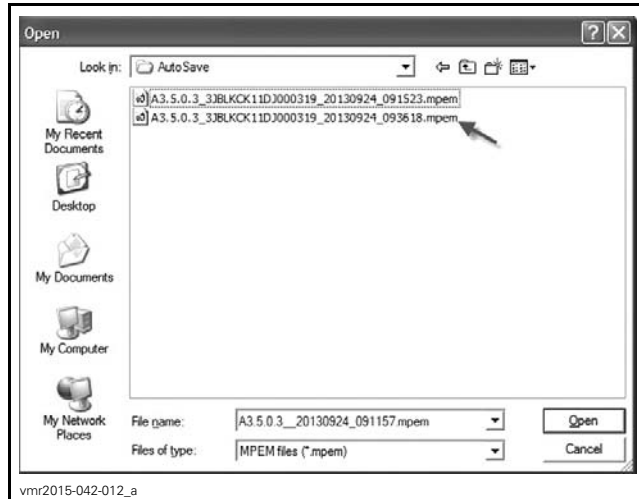 Open
Look in: AutoSave
A3.5.0.3_3JBLKCK11DJ000319_20130924_091523.mpem
A3.5.0.3_3JBLKCK11DJ000319_20130924_093618.mpem
My Recent
Documents
Desktop
My Documents
My Computer
My Network
Places
File name: A3.5.0.3__20130924_091157.mpem Open
Files of type: MPEM files (*.mpem) Cancel
vmr2015-042-012_a